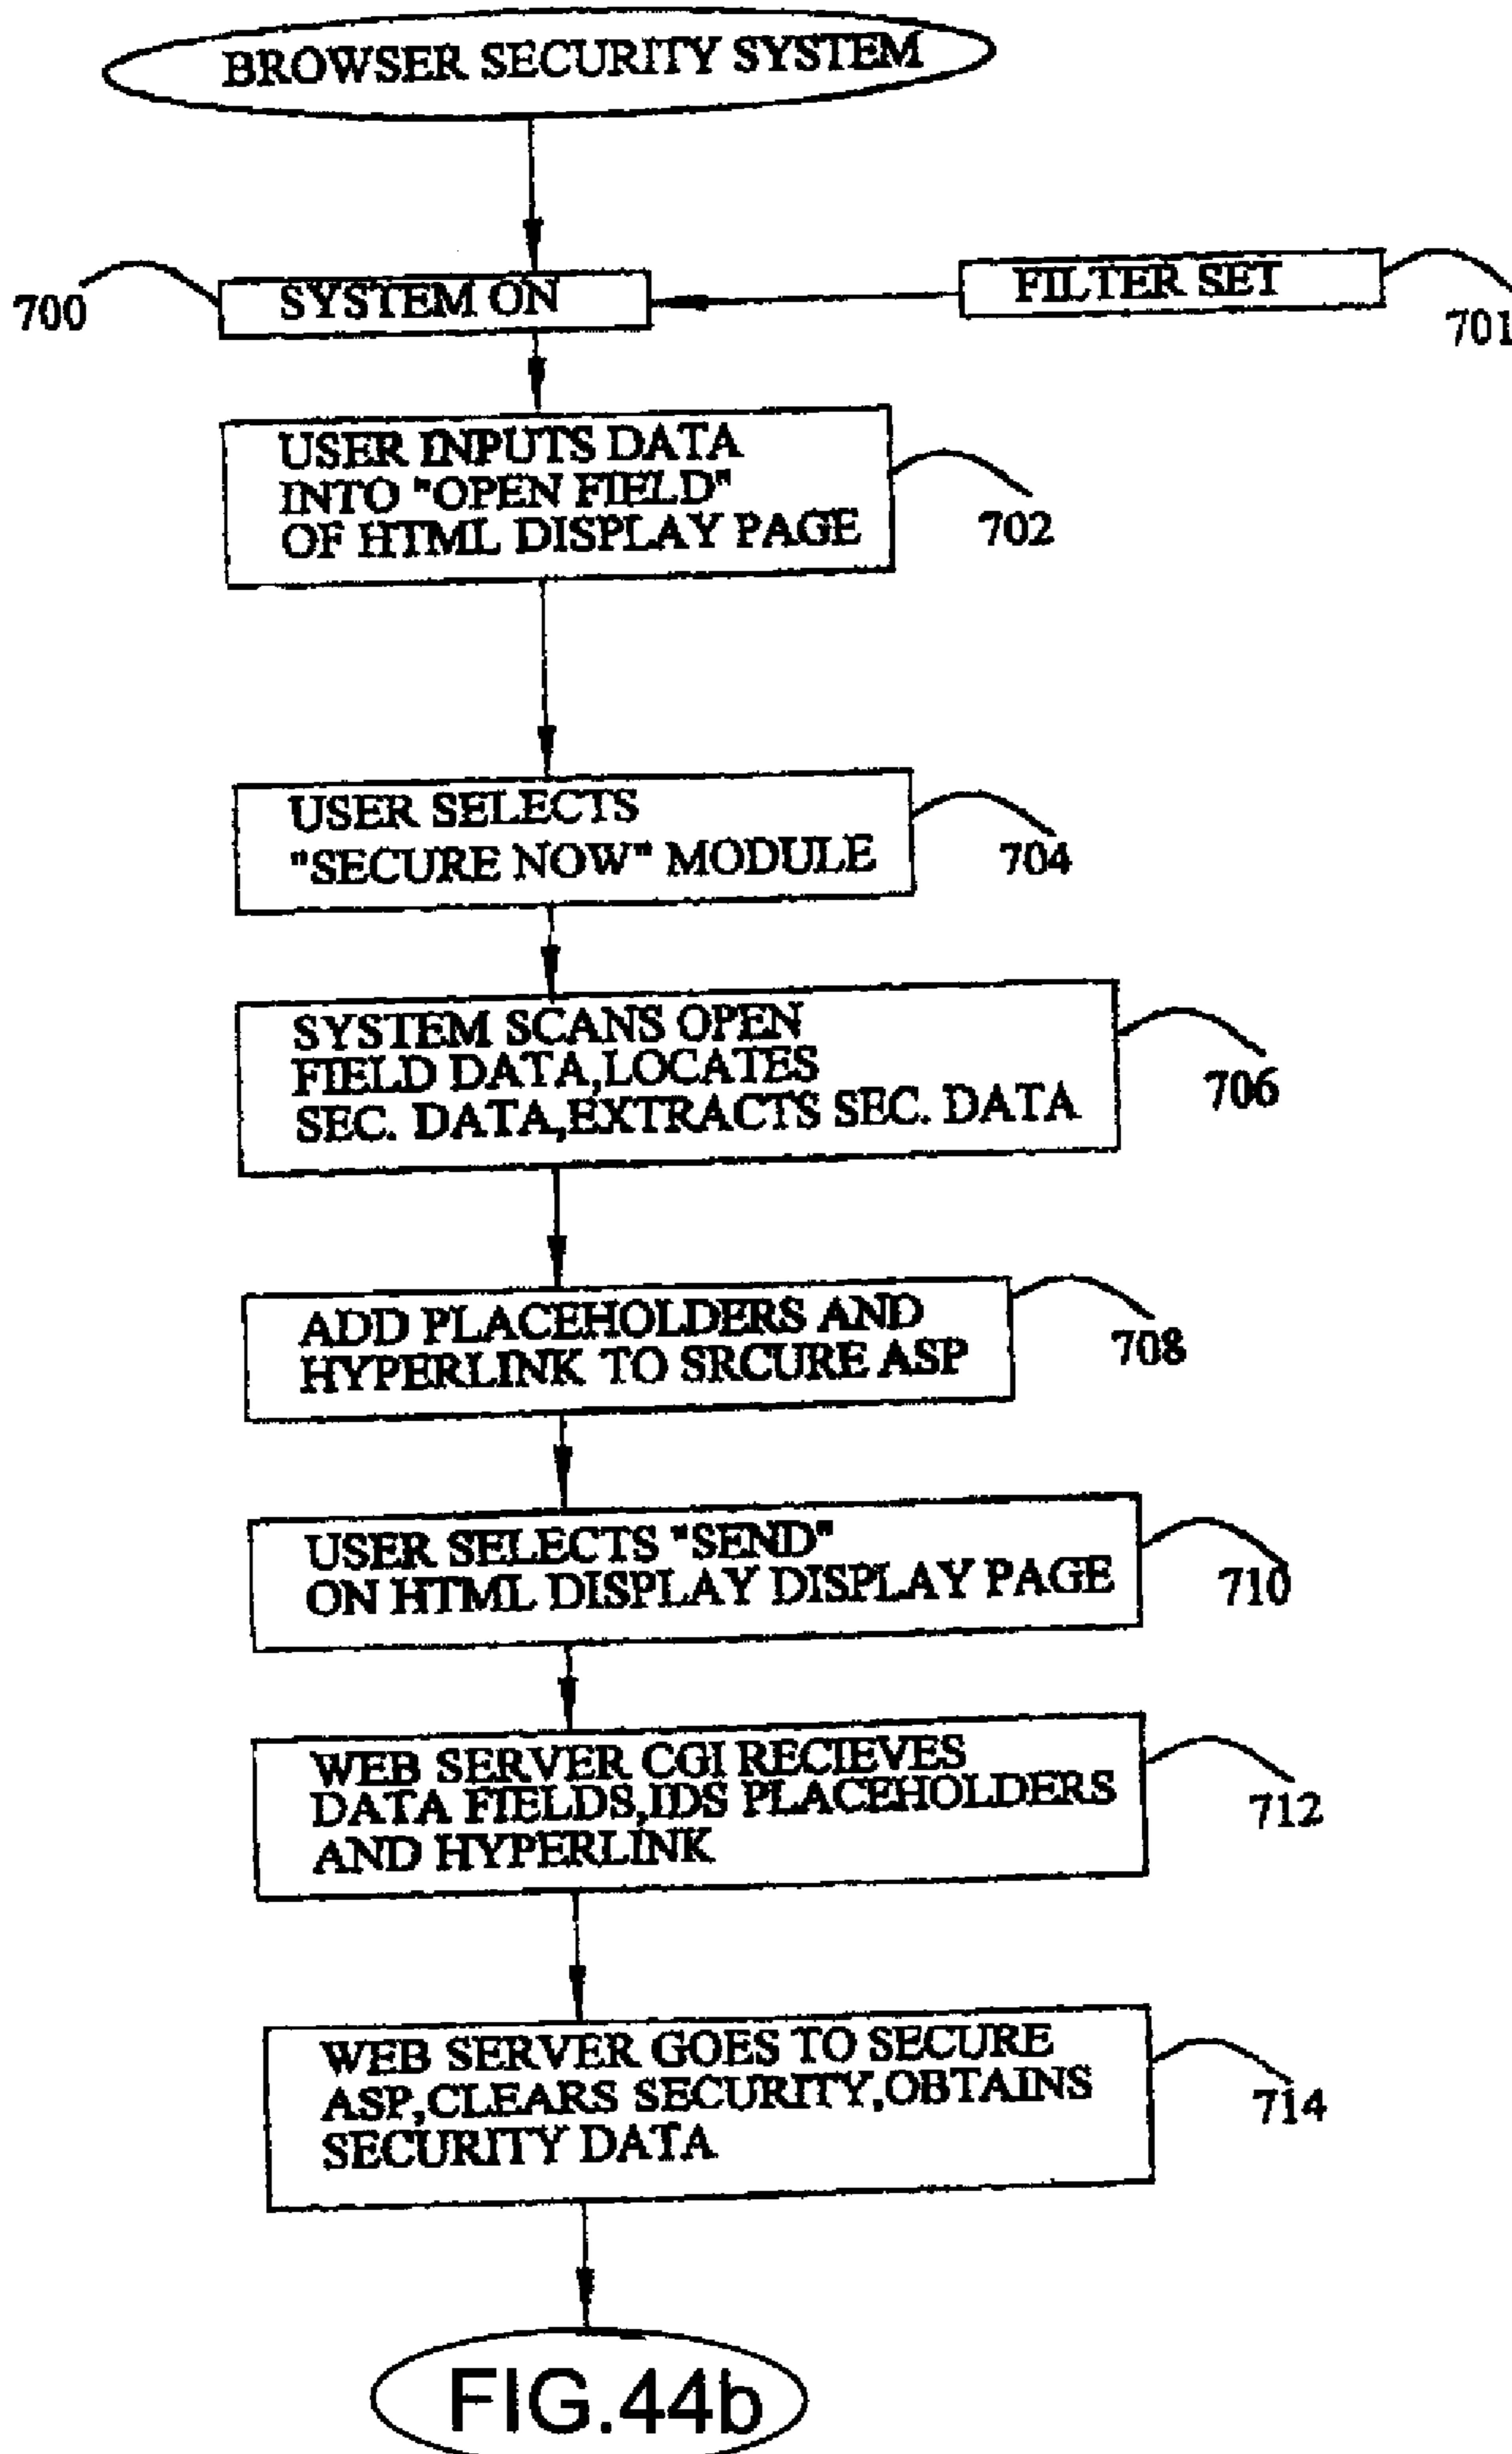 BROWSER SECURITY SYSTEM
700
SYSTEM ON
FILTER SET
701
USER INPUTS DATA
INTO "OPEN FIELD"
OF HTML DISPLAY PAGE
702
USER SELECTS
"SECURE NOW" MODULE
704
SYSTEM SCANS OPEN
FIELD DATA,LOCATES
SEC. DATA,EXTRACTS SEC. DATA
706
ADD PLACEHOLDERS AND
HYPERLINK TO SRCURE ASP
708
USER SELECTS "SEND"
ON HTML DISPLAY DISPLAY PAGE
710
WEB SERVER CGI RECIEVES
DATA FIELDS,IDS PLACEHOLDERS
AND HYPERLINK
712
WEB SERVER GOES TO SECURE
ASP,CLEARS SECURITY,OBTAINS
SECURITY DATA
714
FIG.44b